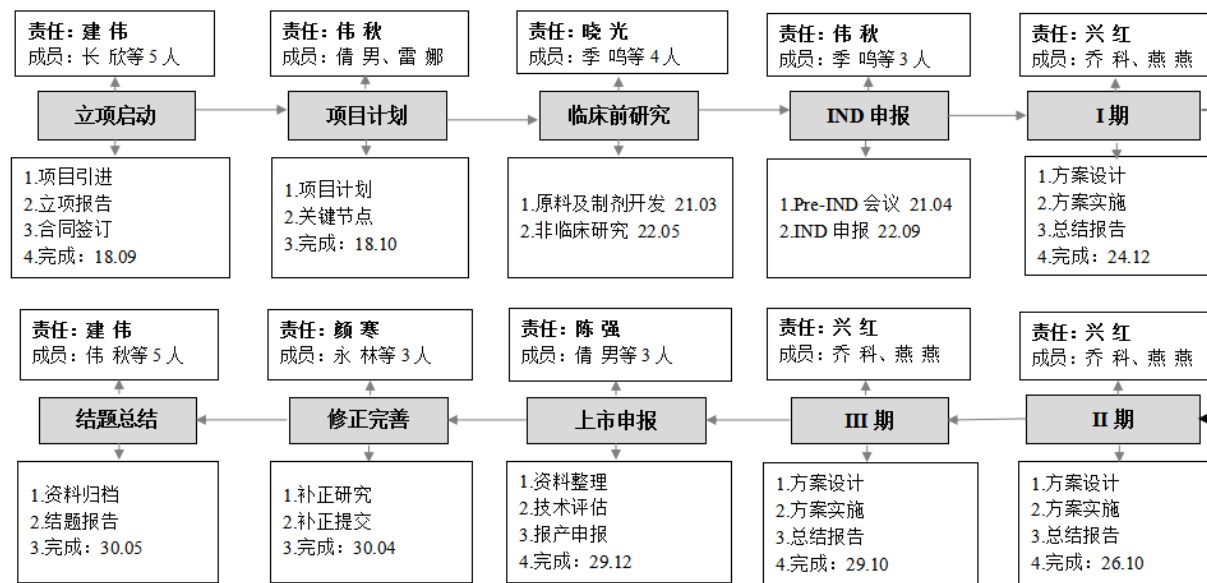 责任：建 伟
成员：长 欣等 5 人
立项启动
1.项目引进
2.立项报告
3.合同签订
4.完成：18.09
责任：伟 秋
成员：倩 男、雷 娜
项目计划
1.项目计划
2.关键节点
3.完成：18.10
责任：晓 光
成员：季 鸣等 4 人
临床前研究
1.原料及制剂开发 21.03
2.非临床研究 22.05
责任：伟 秋
成员：季 鸣等 3 人
IND 申报
1.Pre-IND 会议 21.04
2.IND 申报 22.09
责任：兴 红
成员：乔 科、燕 燕
I 期
1.方案设计
2.方案实施
3.总结报告
4.完成：24.12
责任：兴 红
成员：乔 科、燕 燕
II 期
1.方案设计
2.方案实施
3.总结报告
4.完成：26.10
责任：兴 红
成员：乔 科、燕 燕
III 期
1.方案设计
2.方案实施
3.总结报告
4.完成：29.10
责任：陈 强
成员：倩 男等 3 人
上市申报
1.资料整理
2.技术评估
3.报产申报
4.完成：29.12
责任：颜 寒
成员：永 林等 3 人
修正完善
1.补正研究
2.补正提交
3.完成：30.04
责任：建 伟
成员：伟 秋等 5 人
结题总结
1.资料归档
2.结题报告
3.完成：30.05